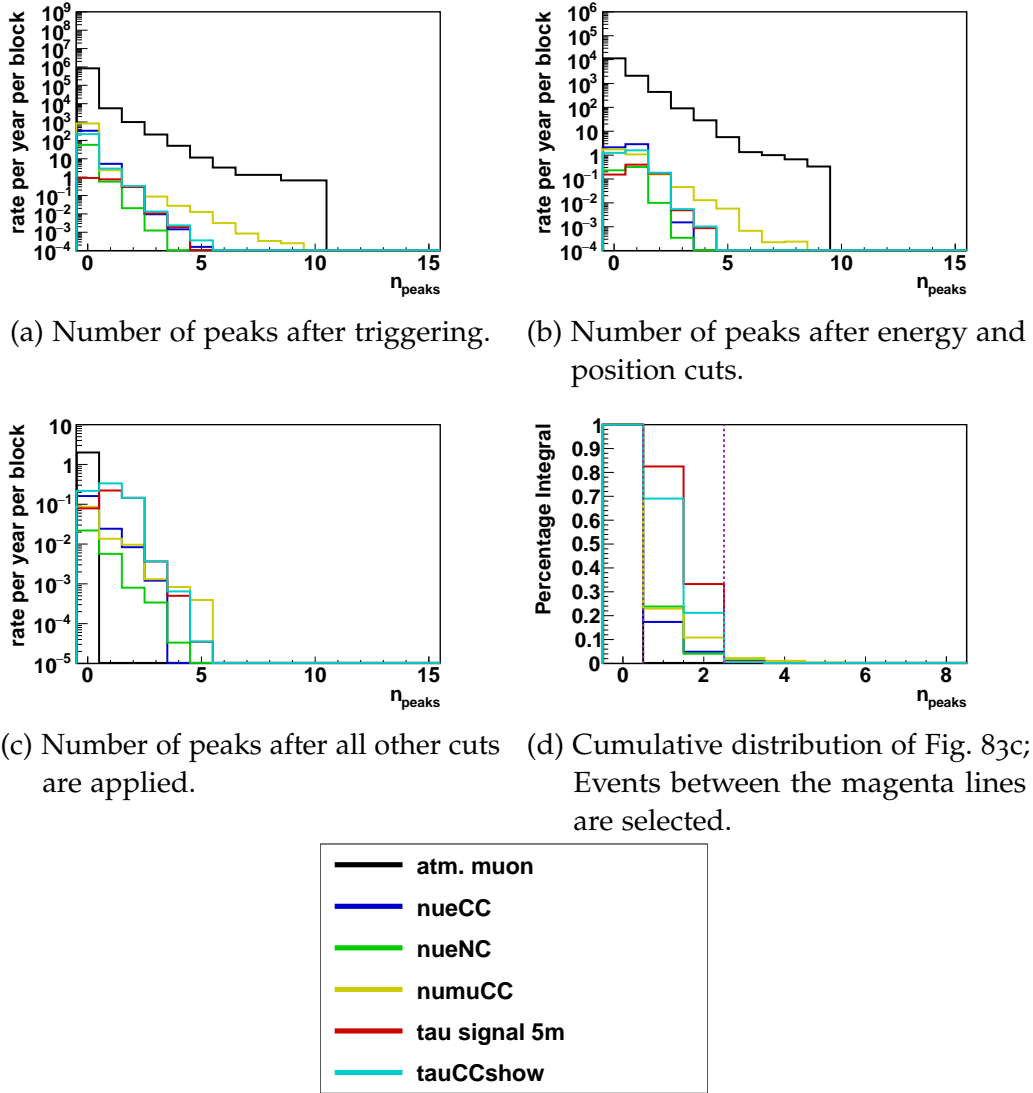 rate per year per block
10⁹
10⁸
10⁷
10⁶
10⁵
10⁴
10³
10²
10
1
10⁻¹
10⁻²
10⁻³
10⁻⁴
0 5 10 15
n_peaks
(a) Number of peaks after triggering.
rate per year per block
10⁶
10⁵
10⁴
10³
10²
10
1
10⁻¹
10⁻²
10⁻³
10⁻⁴
0 5 10 15
n_peaks
(b) Number of peaks after energy and
position cuts.
rate per year per block
10
1
10⁻¹
10⁻²
10⁻³
10⁻⁴
10⁻⁵
0 5 10 15
n_peaks
(c) Number of peaks after all other cuts
are applied.
Percentage Integral
1
0.9
0.8
0.7
0.6
0.5
0.4
0.3
0.2
0.1
0
0 2 4 6 8
n_peaks
(d) Cumulative distribution of Fig. 83c;
Events between the magenta lines
are selected.
atm. muon
nueCC
nueNC
numuCC
tau signal 5m
tauCCshow